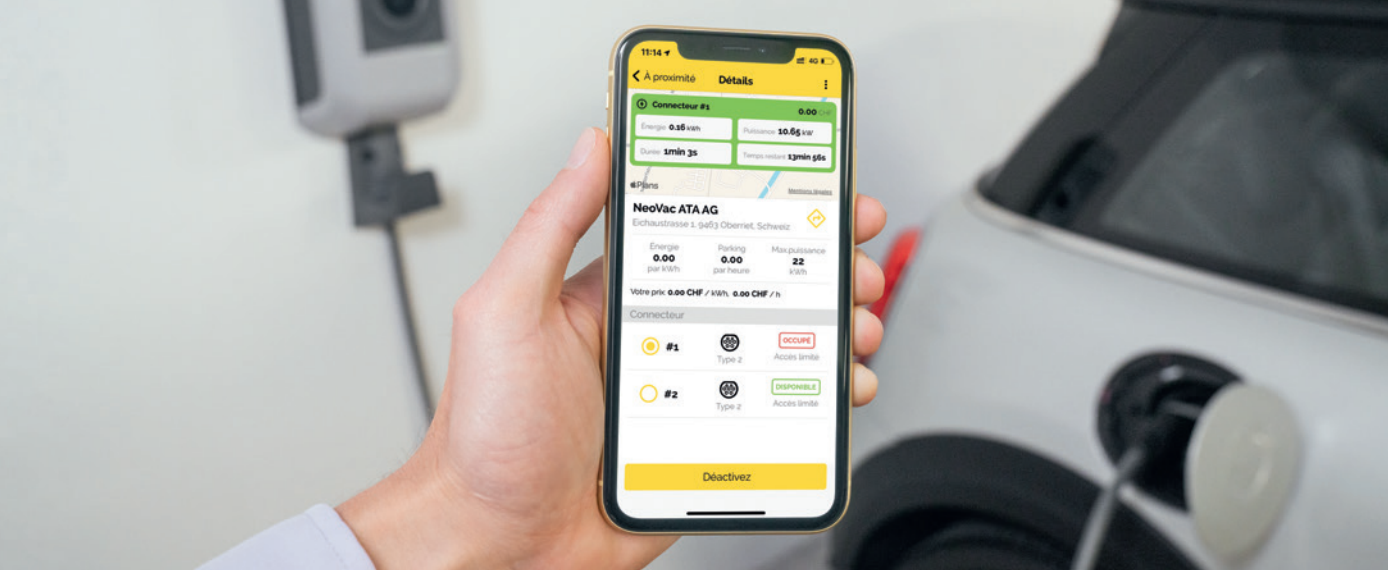 11:14
4G
À proximité Détails
Connecteur #1 0.00 CHF
Énergie 0.16 kWh Puissance 10.65 kW
Durée 1min 3s Temps restant 13min 56s
Plans Mentions légales
NeoVac ATA AG
Eichaustrasse 1, 9463 Oberriet, Schweiz
Énergie Parking Max.puissance
0.00 0.00 22
par kWh par heure kWh
Votre prix: 0.00 CHF / kWh, 0.00 CHF / h
Connecteur
#1 OCCUPÉ
Type 2 Accès limité
#2 DISPONIBLE
Type 2 Accès limité
Déactivez